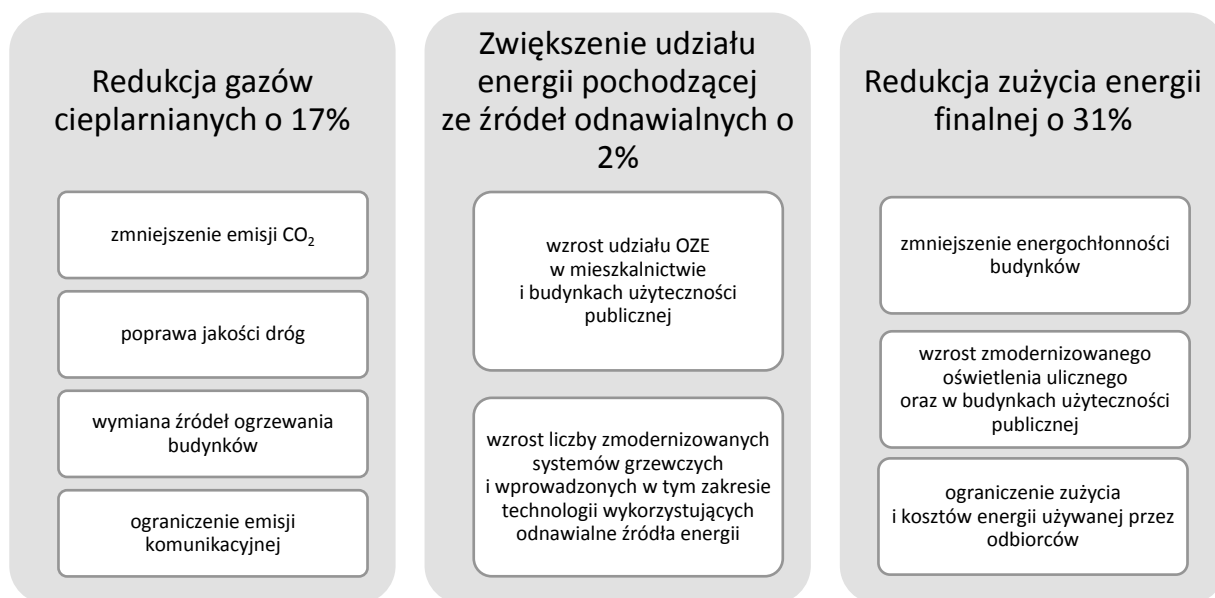 Redukcja gazów
cieplarnianych o 17%
zmniejszenie emisji CO₂
poprawa jakości dróg
wymiana źródeł ogrzewania
budynków
ograniczenie emisji
komunikacyjnej
Zwiększenie udziału
energii pochodzącej
ze źródeł odnawialnych o
2%
wzrost udziału OZE
w mieszkalnictwie
i budynkach użyteczności
publicznej
wzrost liczby zmodernizowanych
systemów grzewczych
i wprowadzonych w tym zakresie
technologii wykorzystujących
odnawialne źródła energii
Redukcja zużycia energii
finalnej o 31%
zmniejszenie energochłonności
budynków
wzrost zmodernizowanego
oświetlenia ulicznego
oraz w budynkach użyteczności
publicznej
ograniczenie zużycia
i kosztów energii używanej przez
odbiorców